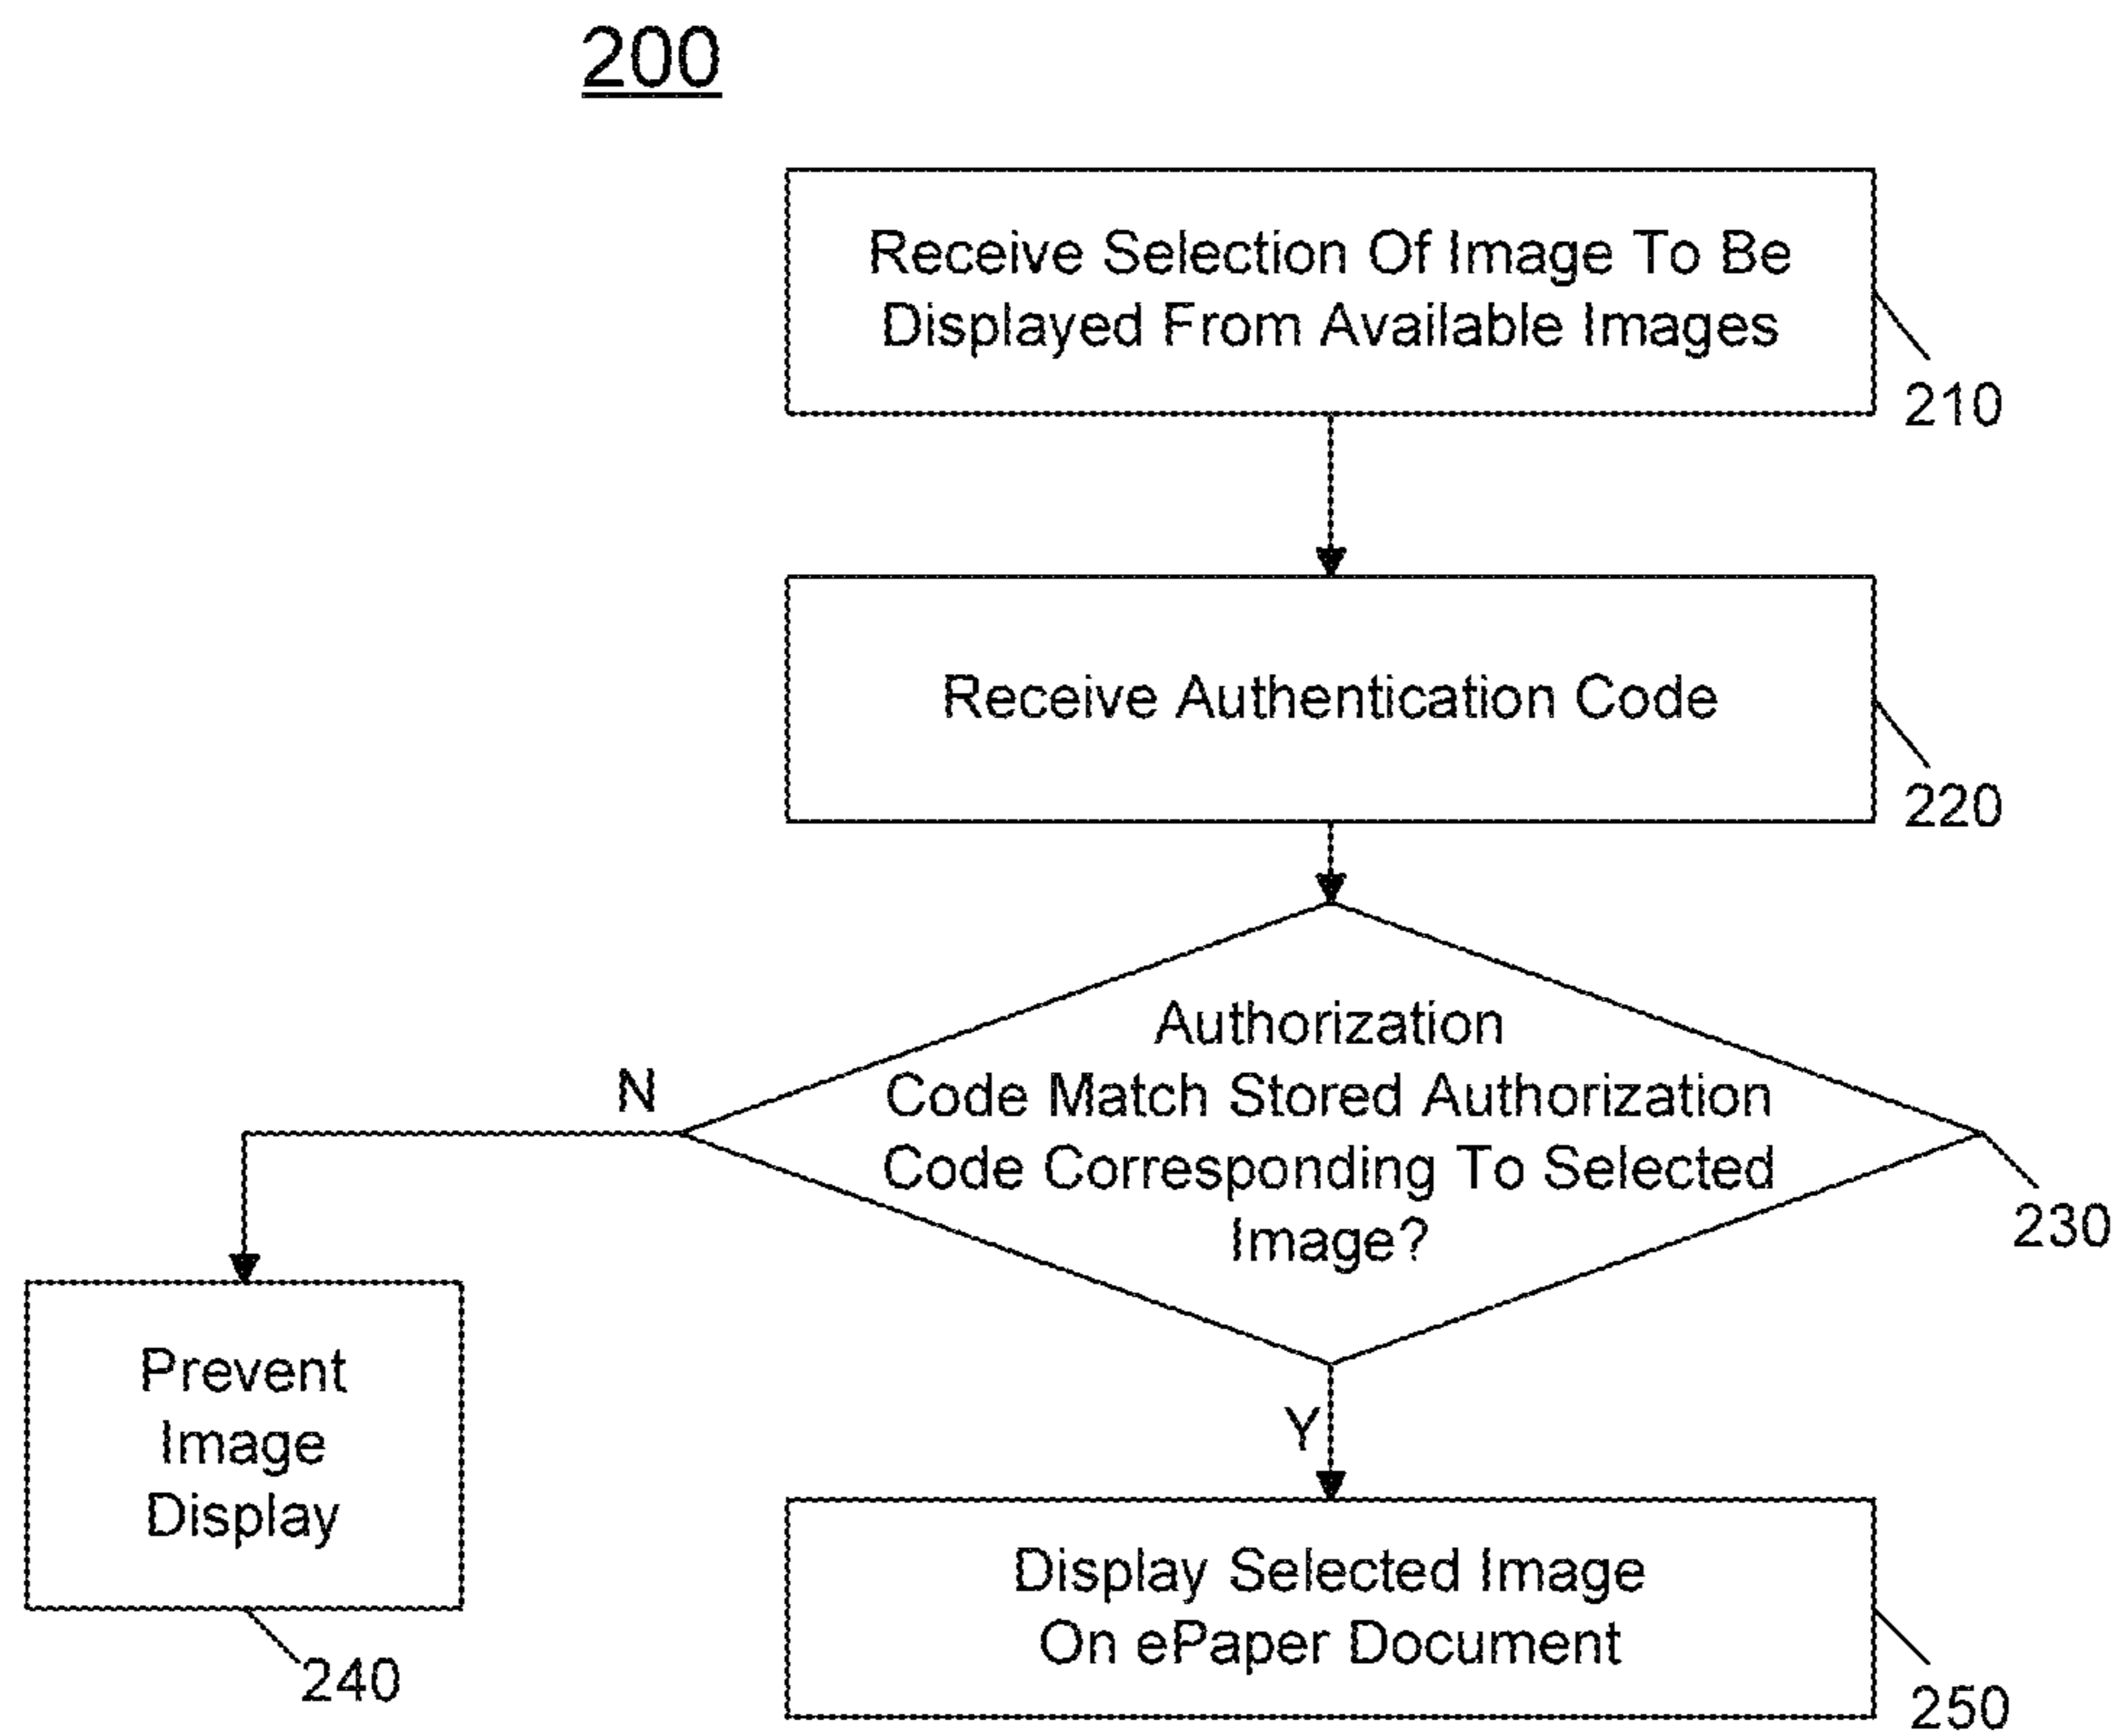 200
Receive Selection Of Image To Be
Displayed From Available Images
210
Receive Authentication Code
220
Authorization
Code Match Stored Authorization
Code Corresponding To Selected
Image?
230
N
Y
Prevent
Image
Display
240
Display Selected Image
On ePaper Document
250